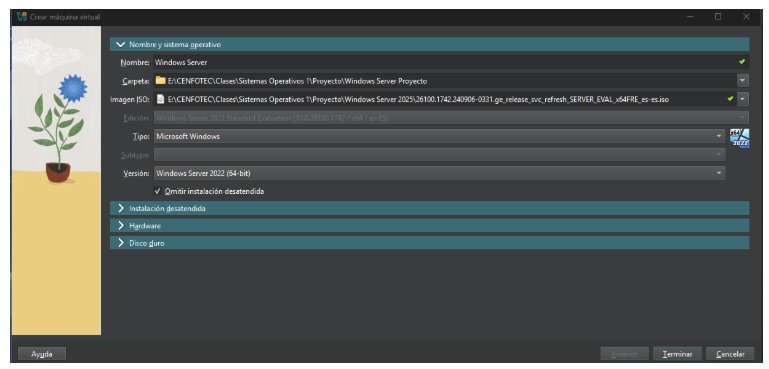 Crear máquina virtual
Nombre y sistema operativo
Nombre: Windows Server
Carpeta: E:\CENFOTEC\Clases\Sistemas Operativos 1\Proyecto\Windows Server Proyecto
Imagen ISO: E:\CENFOTEC\Clases\Sistemas Operativos 1\Proyecto\Windows Server 2025\26100.1742.240906-0331.ge_release_svc_refresh_SERVER_EVAL_x64FRE_es-es.iso
Edición: Windows Server 2025 Standard Evaluation (10.0.26100.1742 / x64 / es-ES)
Tipo: Microsoft Windows
x64
2022
Subtype:
Versión: Windows Server 2022 (64-bit)
Omitir instalación desatendida
Instalación desatendida
Hardware
Disco duro
Ayuda
Anterior
Terminar
Cancelar